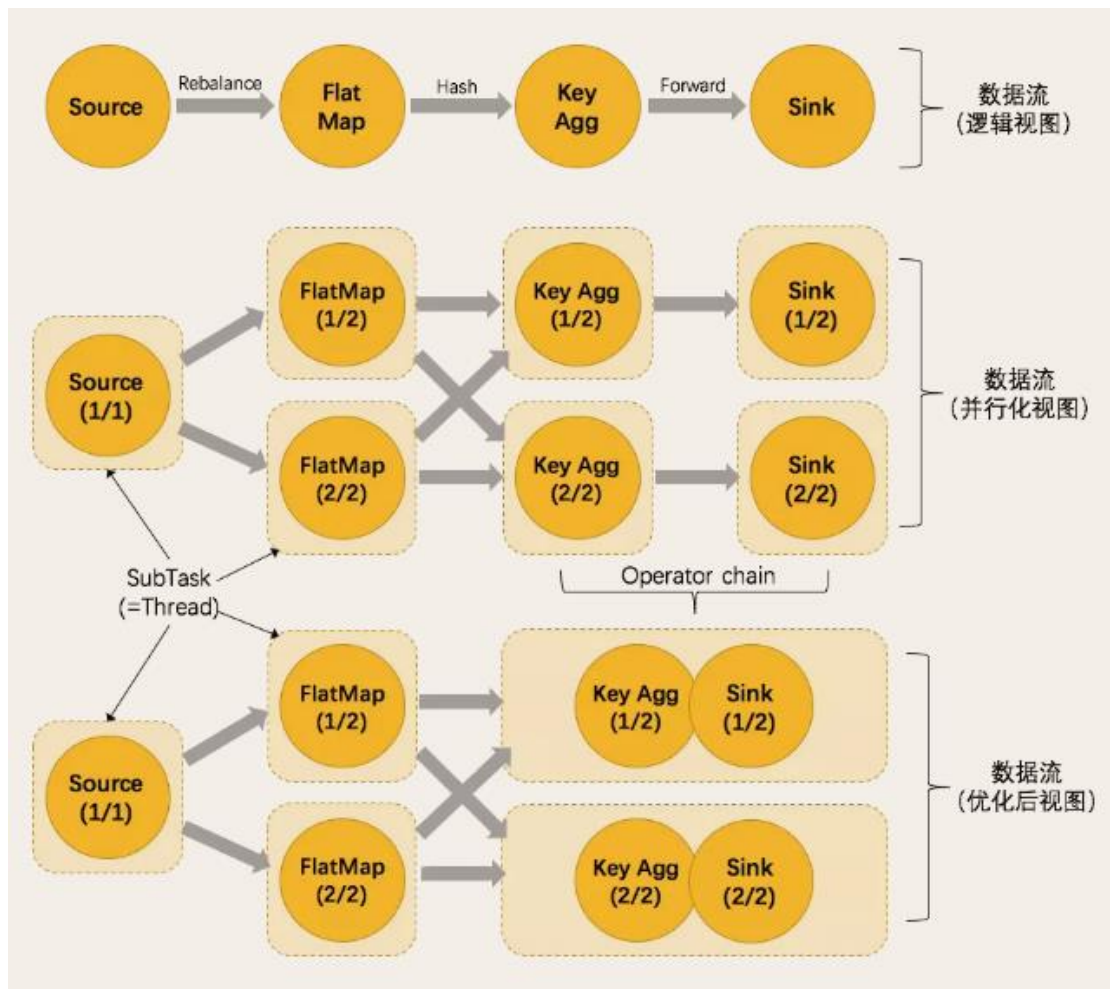 Source
Rebalance
Flat
Map
Hash
Key
Agg
Forward
Sink
数据流
(逻辑视图)
FlatMap
(1/2)
Key Agg
(1/2)
Sink
(1/2)
Source
(1/1)
数据流
(并行化视图)
FlatMap
(2/2)
Key Agg
(2/2)
Sink
(2/2)
SubTask
(=Thread)
Operator chain
FlatMap
(1/2)
Key Agg
(1/2)
Sink
(1/2)
Source
(1/1)
数据流
(优化后视图)
FlatMap
(2/2)
Key Agg
(2/2)
Sink
(2/2)